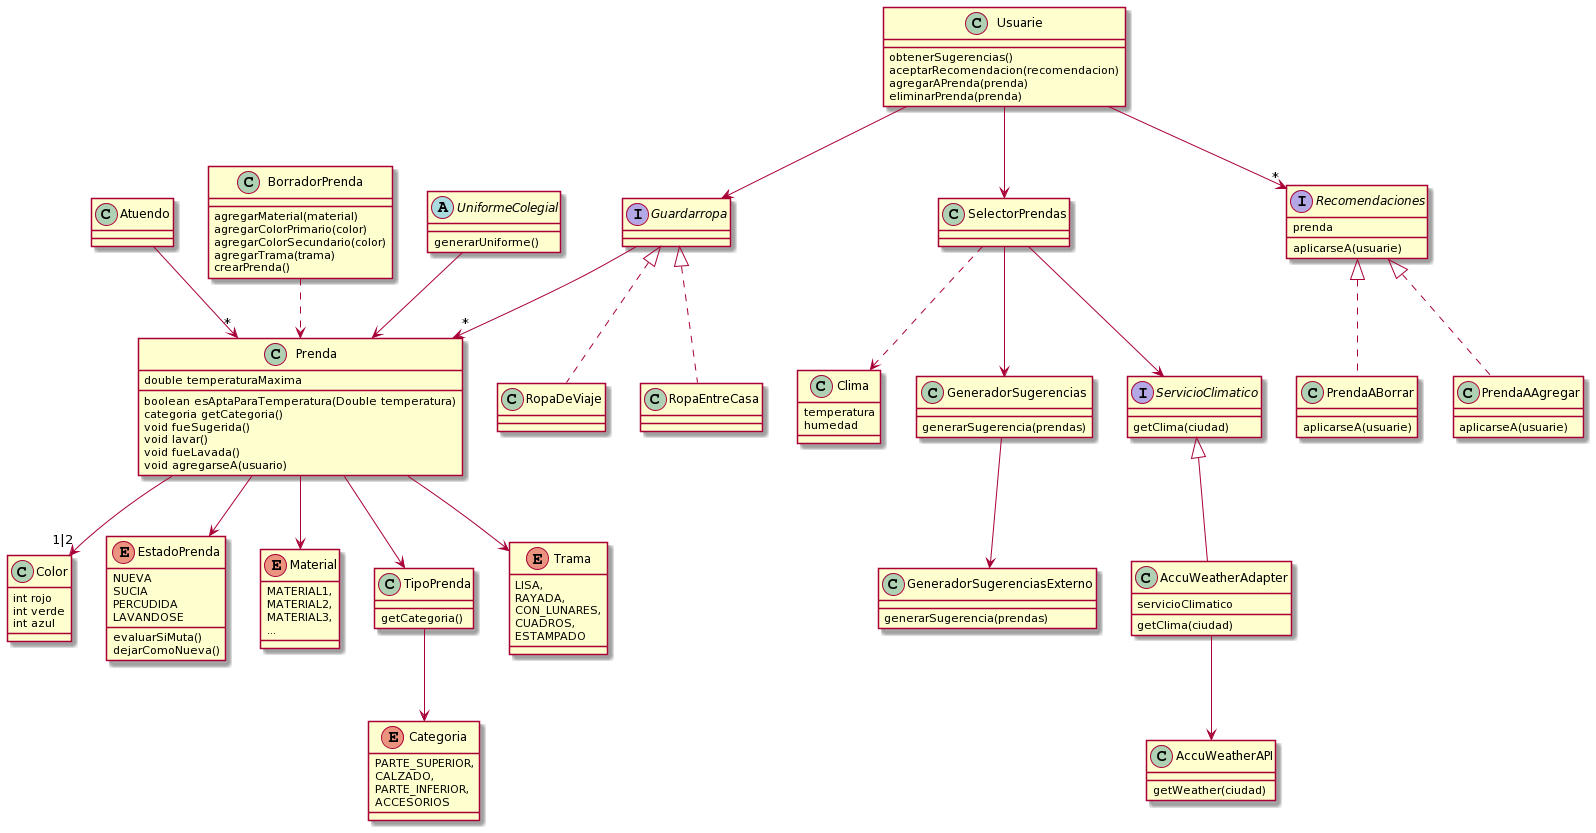 C Usuarie
obtenerSugerencias()
aceptarRecomendacion(recomendacion)
agregarAPrenda(prenda)
eliminarPrenda(prenda)
C Atuendo
C BorradorPrenda
agregarMaterial(material)
agregarColorPrimario(color)
agregarColorSecundario(color)
agregarTrama(trama)
crearPrenda()
A UniformeColegial
generarUniforme()
I Guardarropa
C SelectorPrendas
*
I Recomendaciones
prenda
aplicarseA(usuarie)
*
*
C Prenda
double temperaturaMaxima
boolean esAptaParaTemperatura(Double temperatura)
categoria getCategoria()
void fueSugerida()
void lavar()
void fueLavada()
void agregarseA(usuario)
C RopaDeViaje
C RopaEntreCasa
C Clima
temperatura
humedad
C GeneradorSugerencias
generarSugerencia(prendas)
I ServicioClimatico
getClima(ciudad)
C PrendaABorrar
aplicarseA(usuarie)
C PrendaAAgregar
aplicarseA(usuarie)
1|2
C Color
int rojo
int verde
int azul
E EstadoPrenda
NUEVA
SUCIA
PERCUDIDA
LAVANDOSE
evaluarSiMuta()
dejarComoNueva()
E Material
MATERIAL1,
MATERIAL2,
MATERIAL3,
...
C TipoPrenda
getCategoria()
E Trama
LISA,
RAYADA,
CON_LUNARES,
CUADROS,
ESTAMPADO
C GeneradorSugerenciasExterno
generarSugerencia(prendas)
C AccuWeatherAdapter
servicioClimatico
getClima(ciudad)
E Categoria
PARTE_SUPERIOR,
CALZADO,
PARTE_INFERIOR,
ACCESORIOS
C AccuWeatherAPI
getWeather(ciudad)